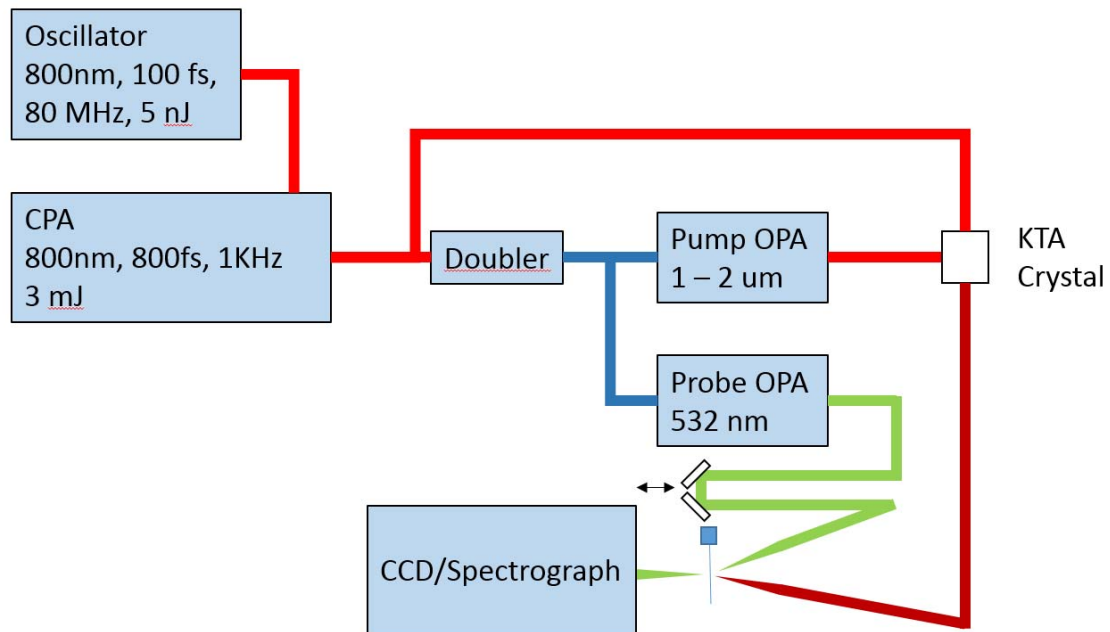 Oscillator
800nm, 100 fs,
80 MHz, 5 nJ
CPA
800nm, 800fs, 1KHz
3 mJ
Doubler
Pump OPA
1 – 2 um
KTA
Crystal
Probe OPA
532 nm
CCD/Spectrograph